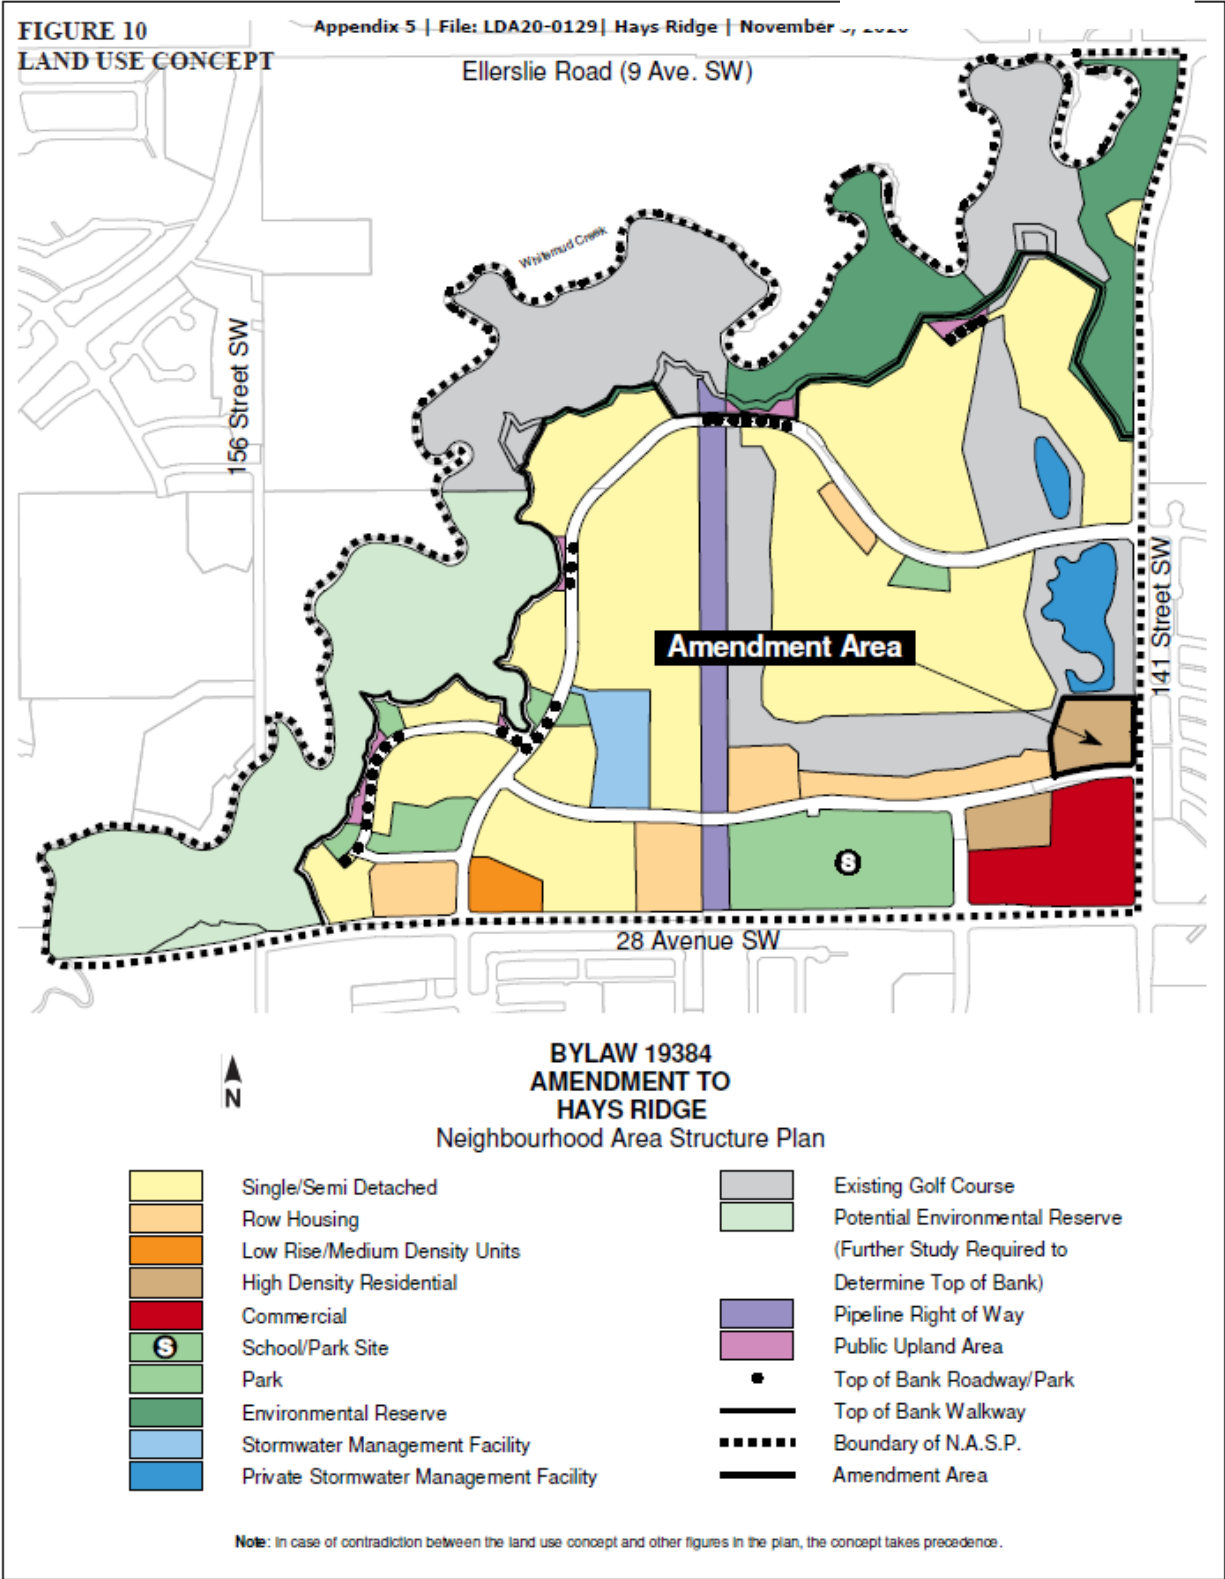 FIGURE 10
LAND USE CONCEPT
Appendix 5 | File: LDA20-0129| Hays Ridge | November
Ellerslie Road (9 Ave. SW)
Whitemud Creek
156 Street SW
141 Street SW
Amendment Area
S
28 Avenue SW
N
BYLAW 19384
AMENDMENT TO
HAYS RIDGE
Neighbourhood Area Structure Plan
Single/Semi Detached
Row Housing
Low Rise/Medium Density Units
High Density Residential
Commercial
S School/Park Site
Park
Environmental Reserve
Stormwater Management Facility
Private Stormwater Management Facility
Existing Golf Course
Potential Environmental Reserve
(Further Study Required to
Determine Top of Bank)
Pipeline Right of Way
Public Upland Area
Top of Bank Roadway/Park
Top of Bank Walkway
Boundary of N.A.S.P.
Amendment Area
Note: In case of contradiction between the land use concept and other figures in the plan, the concept takes precedence.